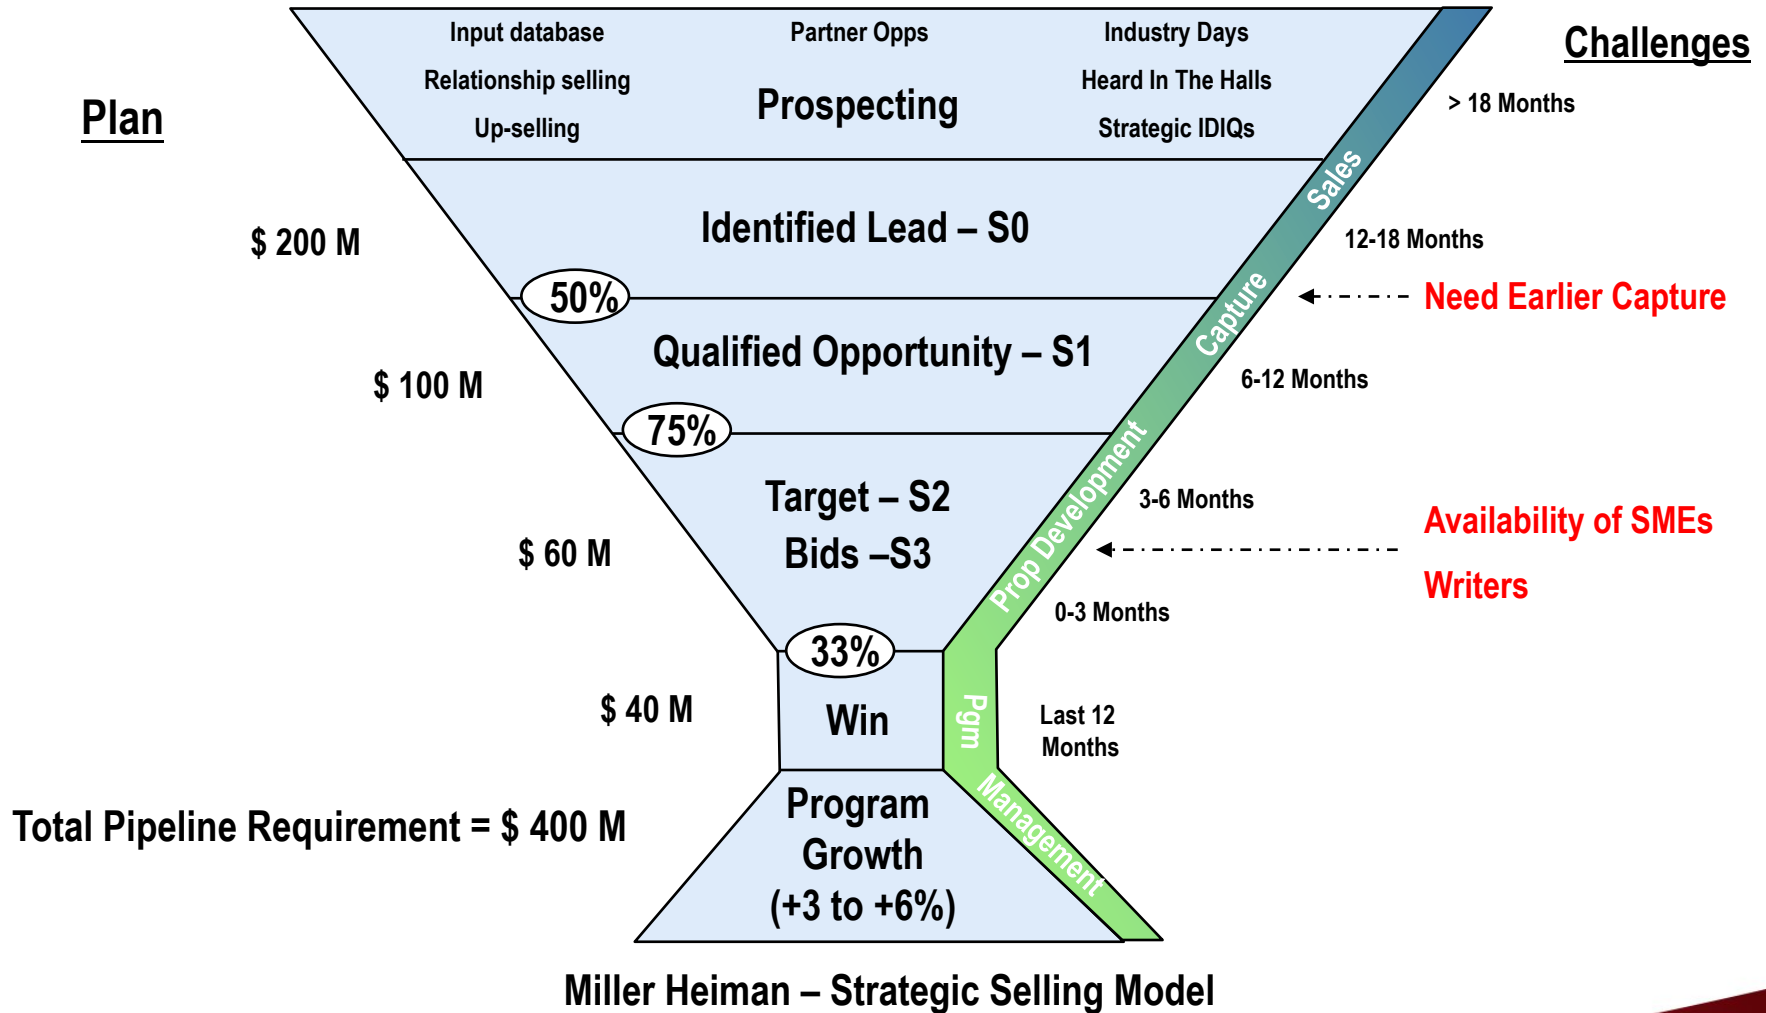 Input database
Partner Opps
Industry Days
Challenges
Relationship selling
Heard In The Halls
Plan
Prospecting
> 18 Months
Up-selling
Strategic IDIQs
Sales
Identified Lead – S0
$ 200 M
12-18 Months
50%
Capture
Need Earlier Capture
Qualified Opportunity – S1
$ 100 M
6-12 Months
75%
Target – S2
Prop Development
3-6 Months
Availability of SMEs
Bids –S3
$ 60 M
Writers
0-3 Months
33%
$ 40 M
Win
Pgm
Last 12
Months
Management
Program
Total Pipeline Requirement = $ 400 M
Growth
(+3 to +6%)
Miller Heiman – Strategic Selling Model